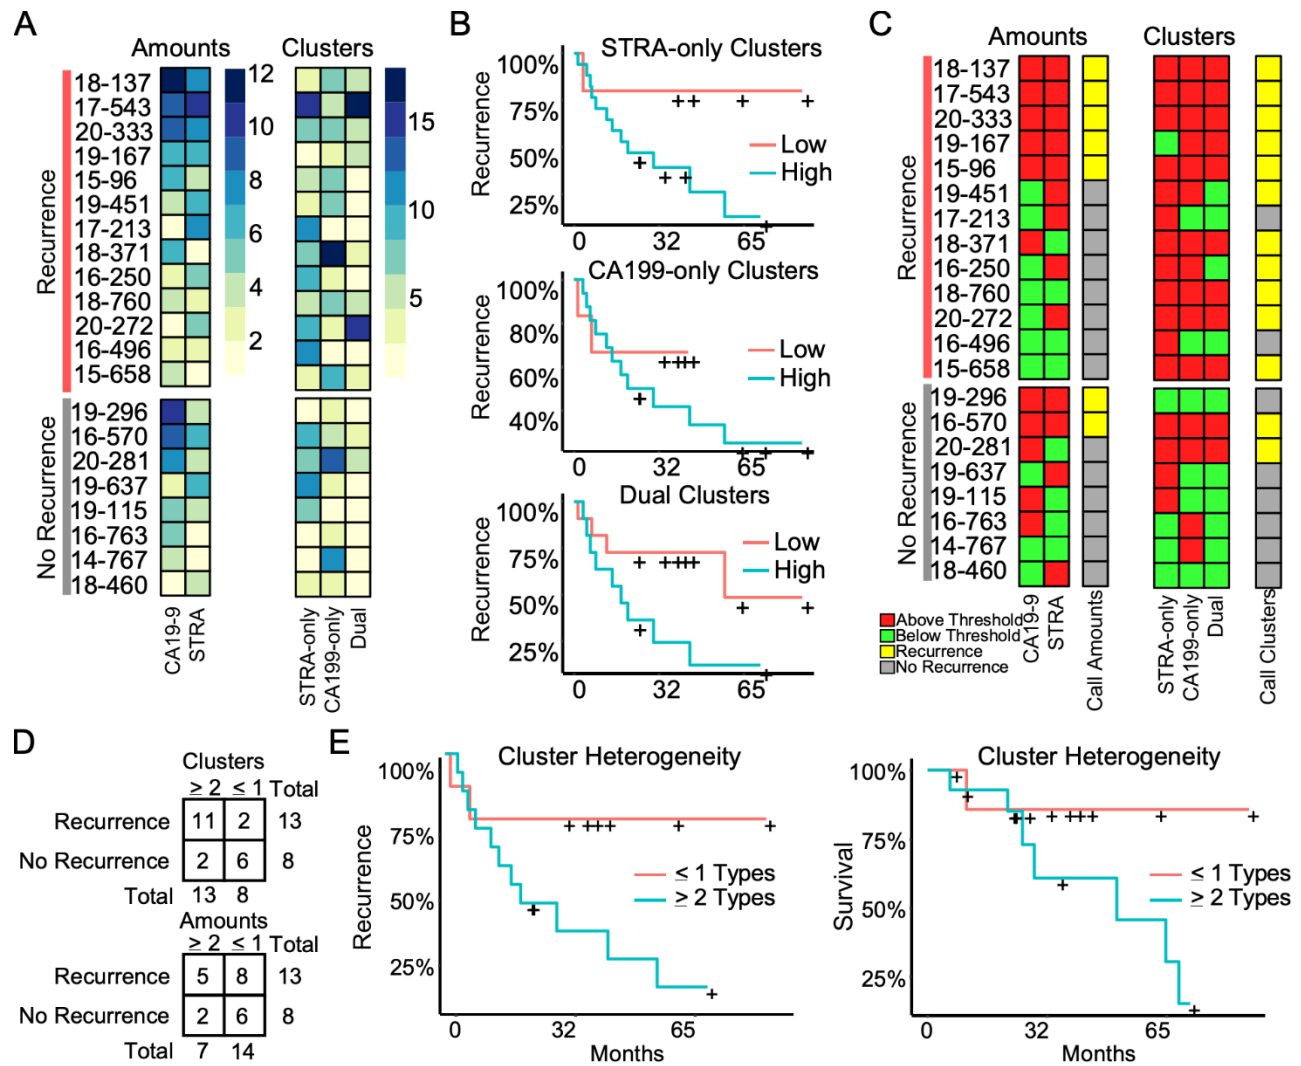 A
Amounts
Clusters
Recurrence
18-137
17-543
20-333
19-167
15-96
19-451
17-213
18-371
16-250
18-760
20-272
16-496
15-658
No Recurrence
19-296
16-570
20-281
19-637
19-115
16-763
14-767
18-460
12
10
8
6
4
2
15
10
5
CA19-9
STRA
STRA-only
CA199-only
Dual
B
STRA-only Clusters
Recurrence
100%
75%
50%
25%
Low
High
0 32 65
CA199-only Clusters
Recurrence
100%
80%
60%
40%
Low
High
0 32 65
Dual Clusters
Recurrence
100%
75%
50%
25%
Low
High
0 32 65
C
Amounts
Clusters
Recurrence
18-137
17-543
20-333
19-167
15-96
19-451
17-213
18-371
16-250
18-760
20-272
16-496
15-658
No Recurrence
19-296
16-570
20-281
19-637
19-115
16-763
14-767
18-460
Above Threshold
Below Threshold
Recurrence
No Recurrence
CA19-9
STRA
Call Amounts
STRA-only
CA199-only
Dual
Call Clusters
D
Clusters
≥ 2 ≤ 1 Total
Recurrence 11 2 13
No Recurrence 2 6 8
Total 13 8
Amounts
≥ 2 ≤ 1 Total
Recurrence 5 8 13
No Recurrence 2 6 8
Total 7 14
E
Cluster Heterogeneity
Recurrence
100%
75%
50%
25%
≤ 1 Types
≥ 2 Types
0 32 65
Months
Cluster Heterogeneity
Survival
100%
75%
50%
25%
≤ 1 Types
≥ 2 Types
0 32 65
Months